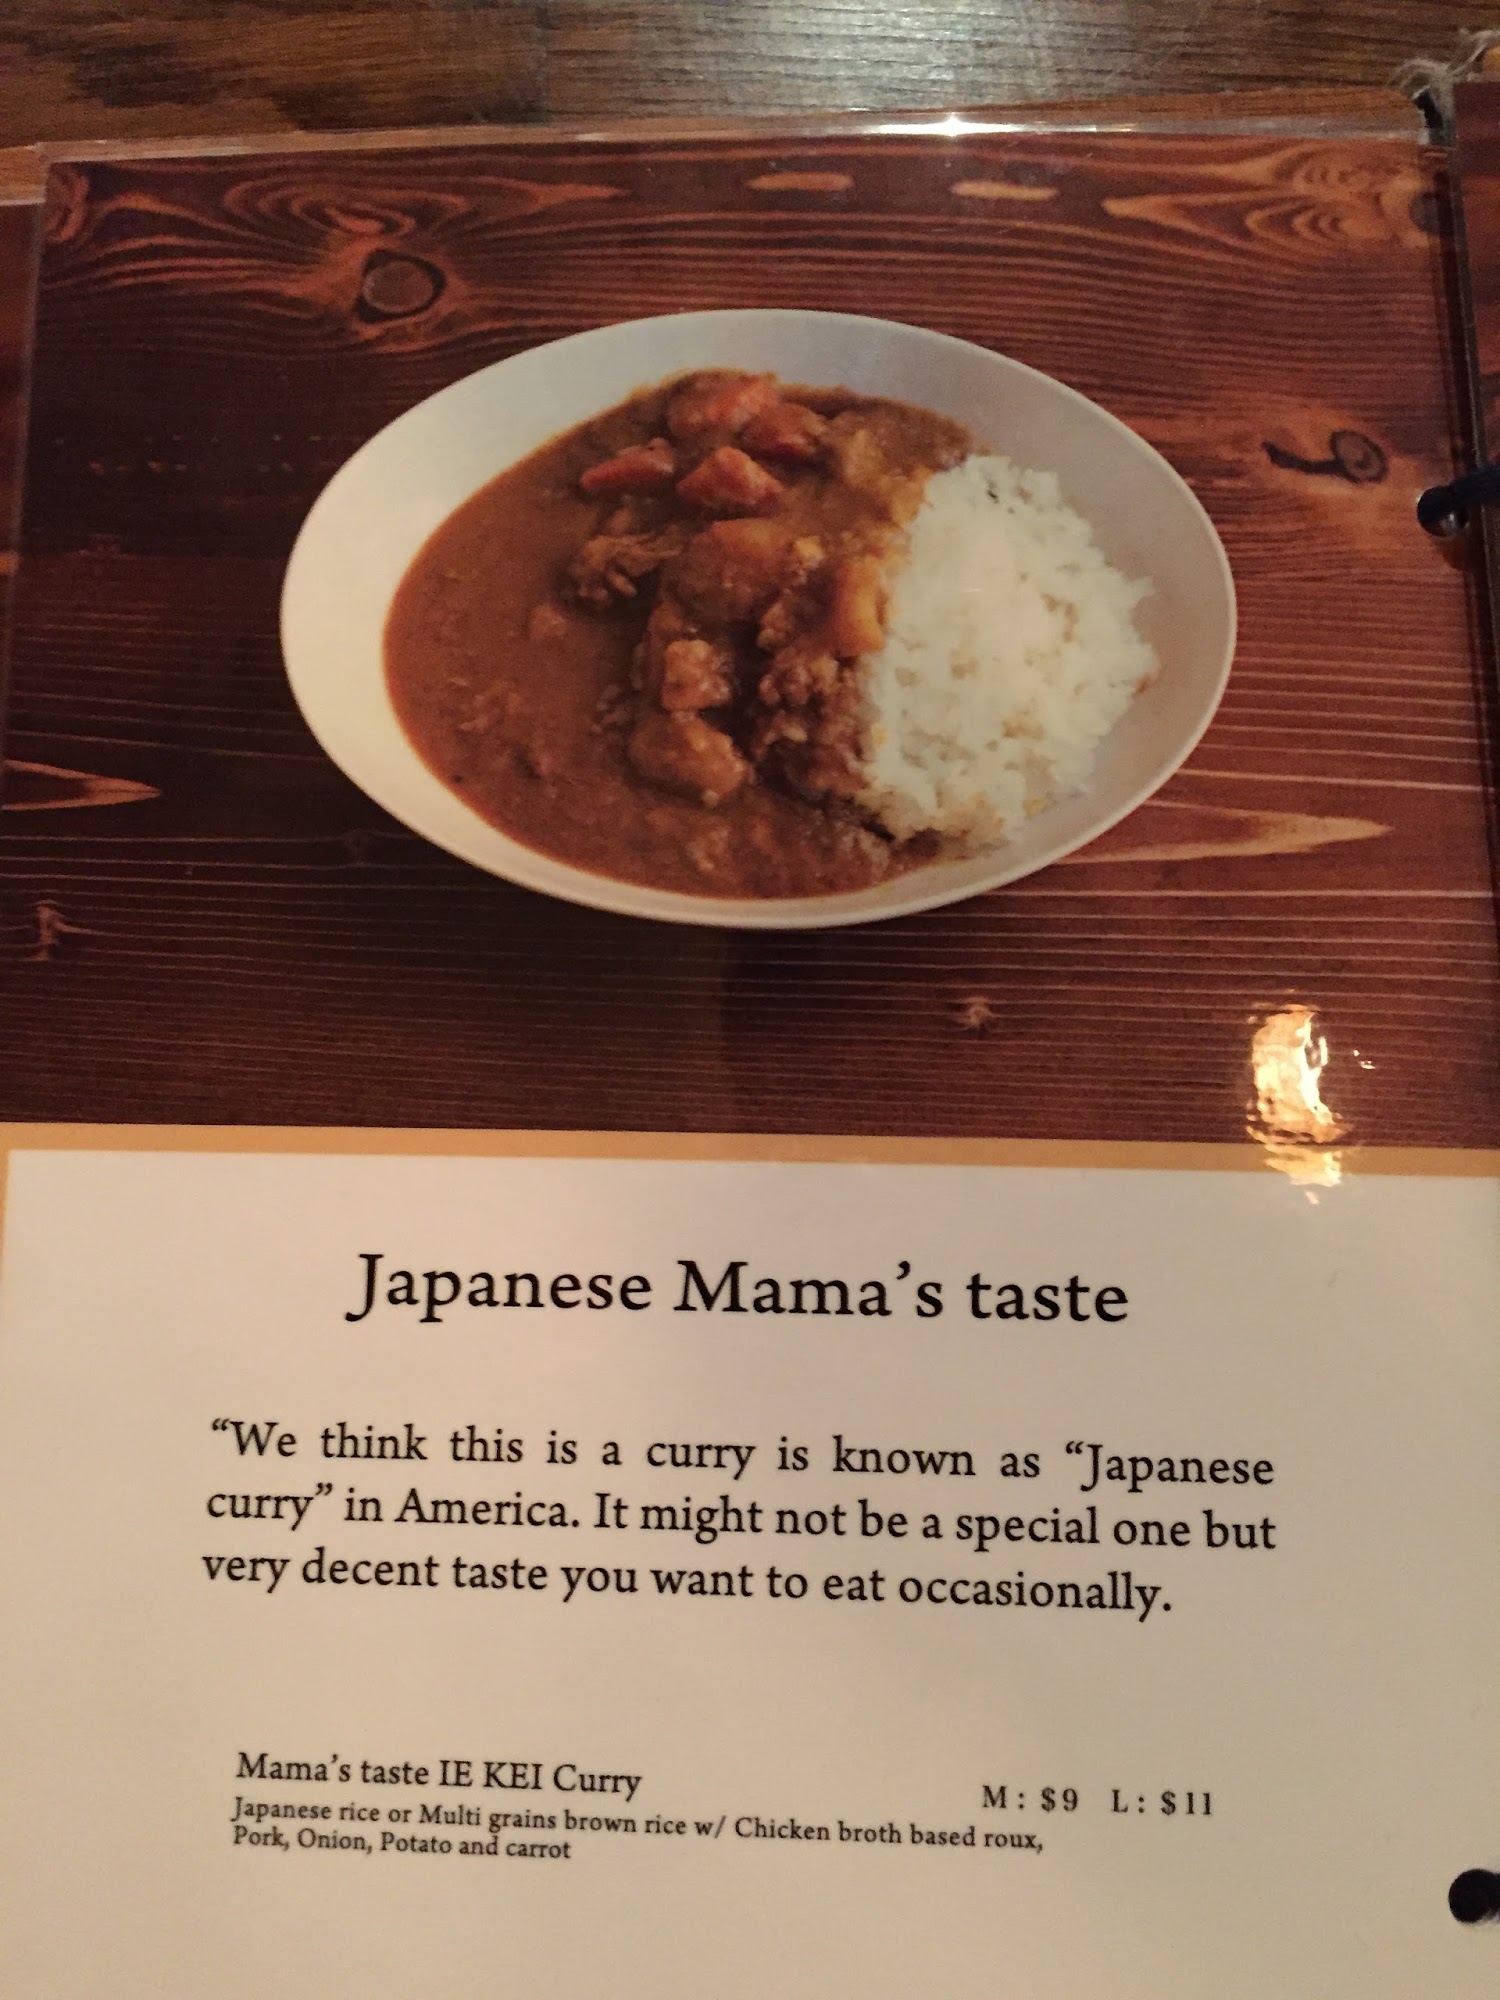 Japanese Mama’s taste
“We think this is a curry is known as “Japanese
curry” in America. It might not be a special one but
very decent taste you want to eat occasionally.
Mama’s taste IE KEI Curry M : $9 L : $11
Japanese rice or Multi grains brown rice w/ Chicken broth based roux,
Pork, Onion, Potato and carrot